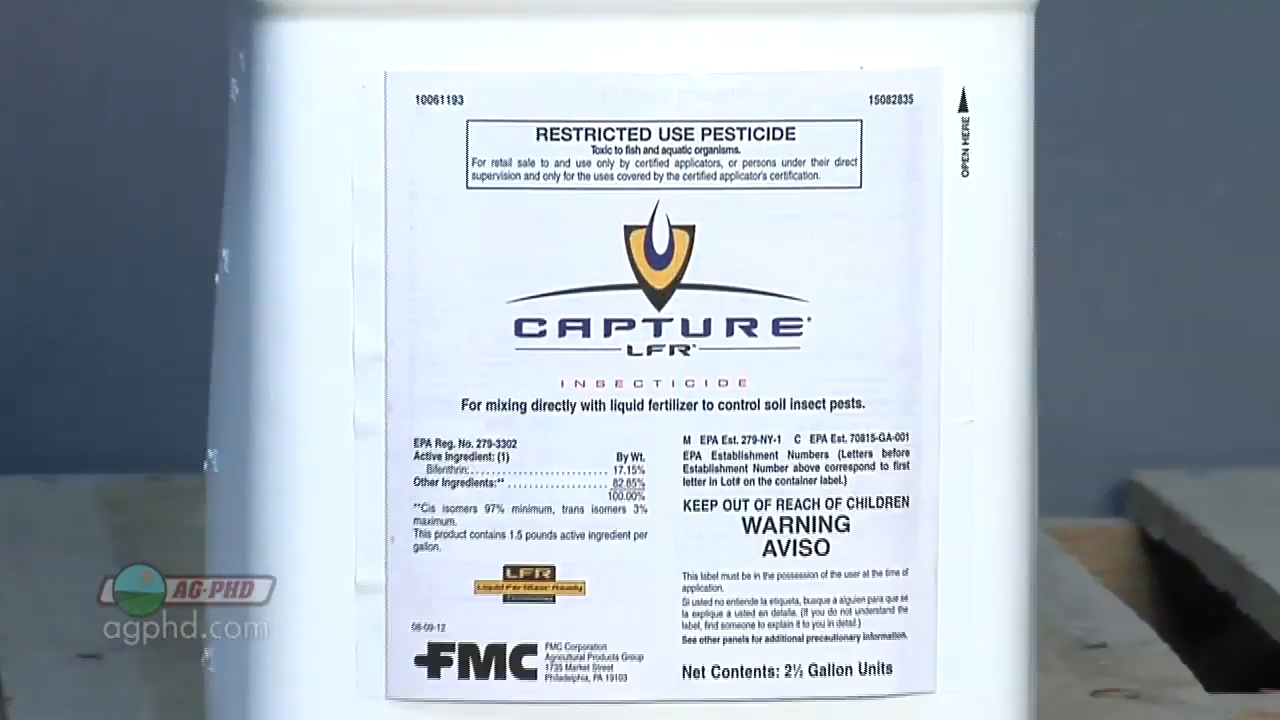 10061193
15082835
OPEN HERE
RESTRICTED USE PESTICIDE
Toxic to fish and aquatic organisms.
For retail sale to and use only by certified applicators, or persons under their direct
supervision and only for the uses covered by the certified applicator's certification.
CAPTURE®
LFR®
INSECTICIDE
For mixing directly with liquid fertilizer to control soil insect pests.
EPA Reg. No. 279-3302
Active Ingredient: (1) By Wt.
Bifenthrin:............................ 17.15%
Other Ingredients:** ..................... 82.85%
100.00%
**Cis isomers 97% minimum, trans isomers 3%
maximum.
This product contains 1.5 pounds active ingredient per
gallon.
LFR
Liquid Fertilizer Ready
08-09-12
FMC
FMC Corporation
Agricultural Products Group
1735 Market Street
Philadelphia, PA 19103
M EPA Est. 279-NY-1 C EPA Est. 70815-GA-001
EPA Establishment Numbers (Letters before
Establishment Number above correspond to first
letter in Lot# on the container label.)
KEEP OUT OF REACH OF CHILDREN
WARNING
AVISO
This label must be in the possession of the user at the time of
application.
Si usted no entiende la etiqueta, busque a alguien para que se
la explique a usted en detalle. (If you do not understand the
label, find someone to explain it to you in detail.)
See other panels for additional precautionary information.
Net Contents: 2½ Gallon Units
AG-PHD
agphd.com